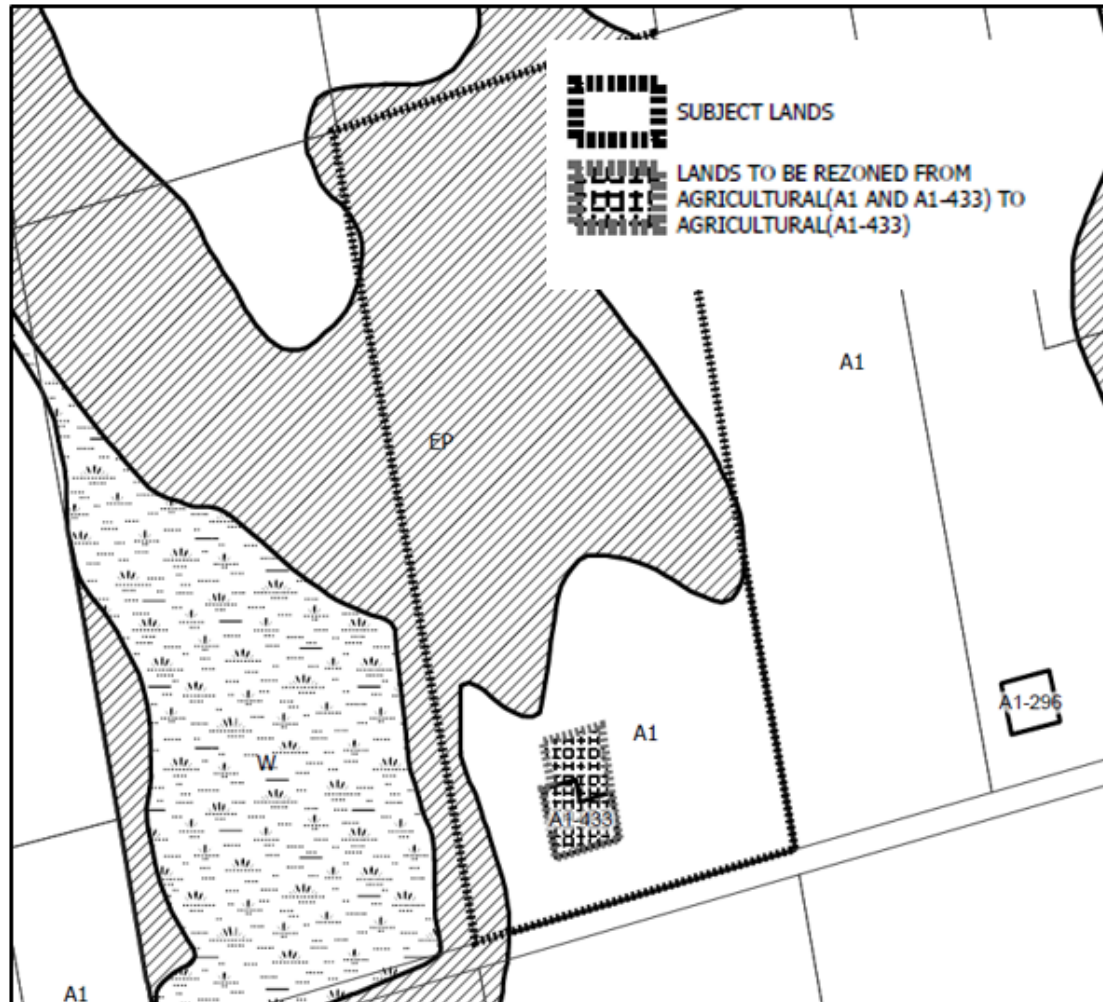 SUBJECT LANDS
LANDS TO BE REZONED FROM
AGRICULTURAL(A1 AND A1-433) TO
AGRICULTURAL(A1-433)
A1
EP
A1-296
A1
W
A1-433
A1